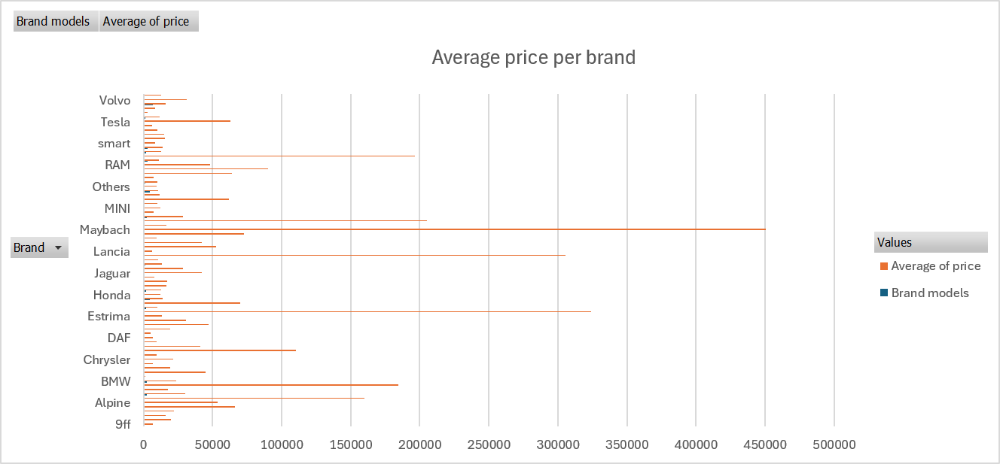 Brand models Average of price
Average price per brand
Volvo
Tesla
smart
RAM
Others
MINI
Maybach
Lancia
Jaguar
Honda
Estrima
DAF
Chrysler
BMW
Alpine
9ff
Brand
0 50000 100000 150000 200000 250000 300000 350000 400000 450000 500000
Values
Average of price
Brand models